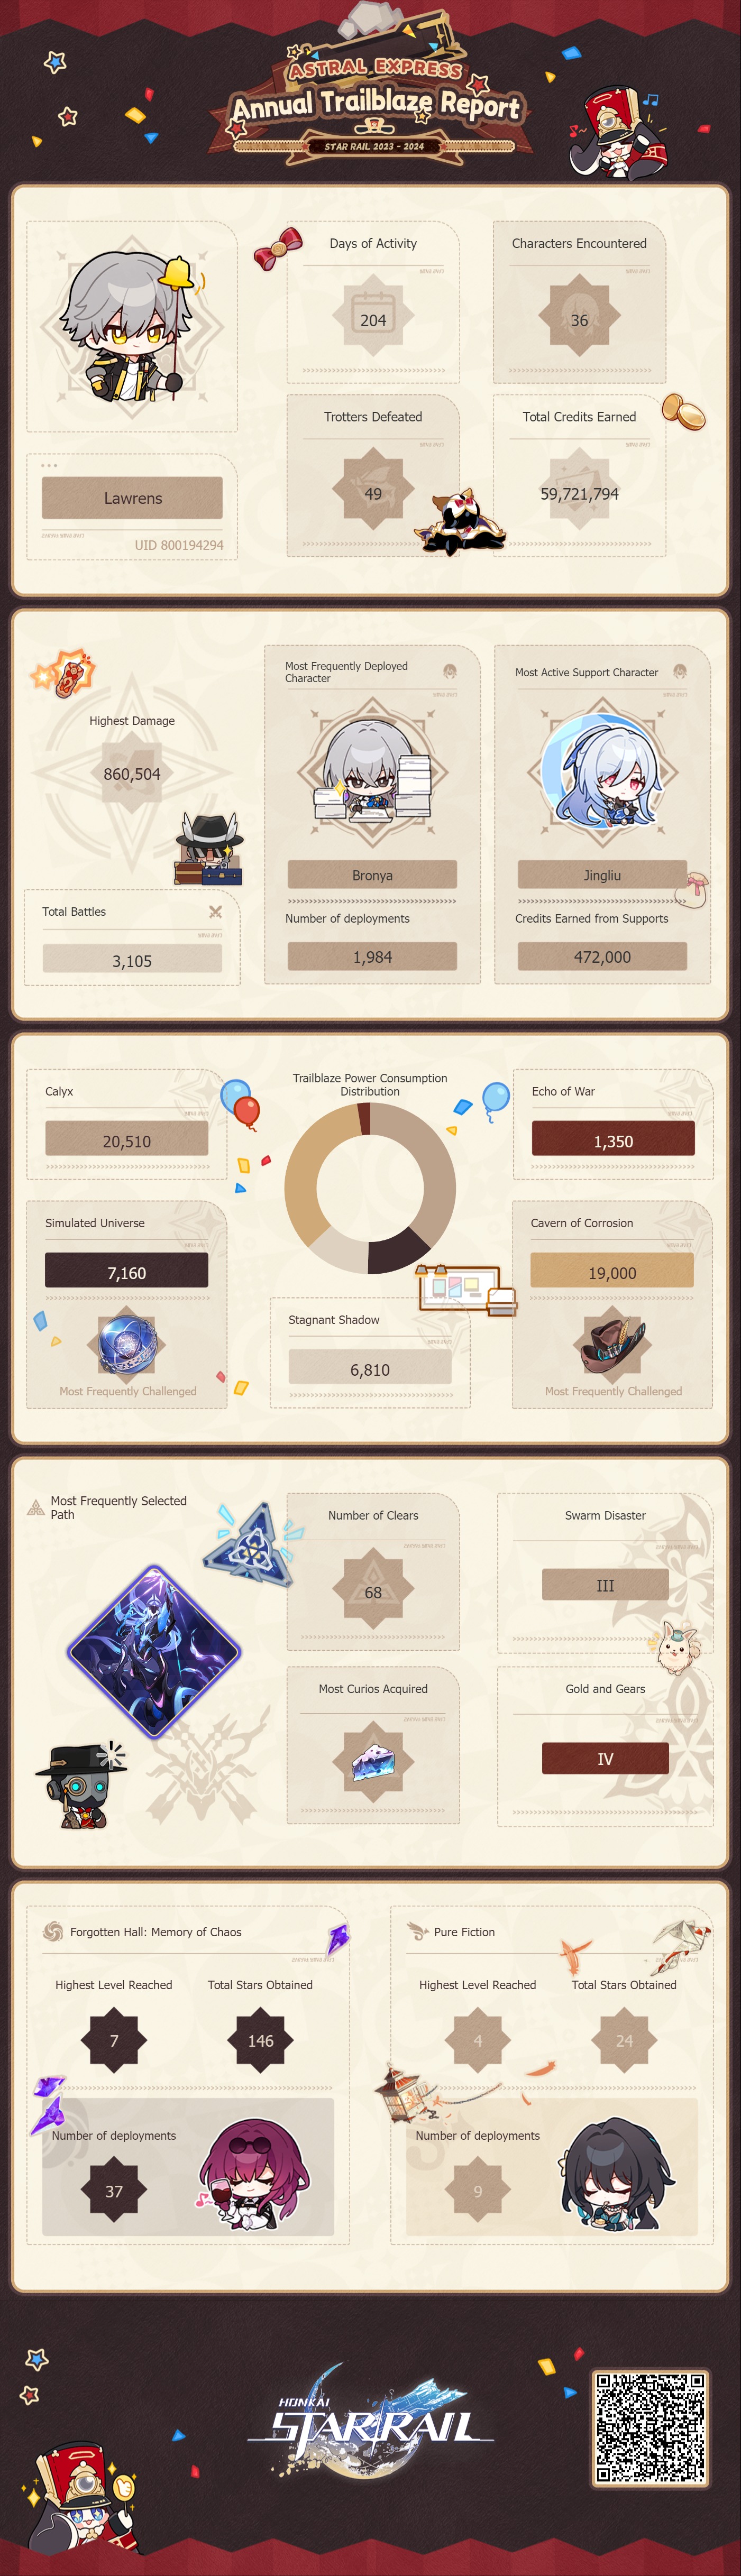 ASTRAL EXPRESS
Annual Trailblaze Report
STAR RAIL 2023 - 2024
Days of Activity
204
Characters Encountered
36
Trotters Defeated
49
Total Credits Earned
59,721,794
Lawrens
UID 800194294
Highest Damage
860,504
Total Battles
3,105
Most Frequently Deployed
Character
Bronya
Number of deployments
1,984
Most Active Support Character
Jingliu
Credits Earned from Supports
472,000
Calyx
20,510
Trailblaze Power Consumption
Distribution
Echo of War
1,350
Simulated Universe
7,160
Most Frequently Challenged
Stagnant Shadow
6,810
Cavern of Corrosion
19,000
Most Frequently Challenged
Most Frequently Selected
Path
Number of Clears
68
Swarm Disaster
III
Most Curios Acquired
Gold and Gears
IV
Forgotten Hall: Memory of Chaos
Highest Level Reached
7
Total Stars Obtained
146
Number of deployments
37
Pure Fiction
Highest Level Reached
4
Total Stars Obtained
24
Number of deployments
9
HONKAI
STAR RAIL